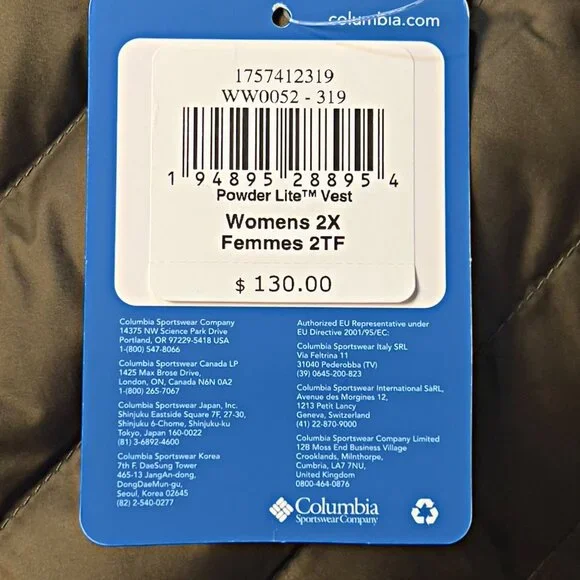 columbia.com
1757412319
WW0052 - 319
1 94895 28895 4
Powder Lite™ Vest
Womens 2X
Femmes 2TF
$ 130.00
Columbia Sportswear Company
14375 NW Science Park Drive
Portland, OR 97229-5418 USA
1-(800) 547-8066
Columbia Sportswear Canada LP
1425 Max Brose Drive,
London, ON, Canada N6N 0A2
1-(800) 265-7067
Columbia Sportswear Japan, Inc.
Shinjuku Eastside Square 7F, 27-30,
Shinjuku 6-Chome, Shinjuku-ku
Tokyo, Japan 160-0022
(81) 3-6892-4600
Columbia Sportswear Korea
7th F. DaeSung Tower
465-13 JangAn-dong,
DongDaeMun-gu,
Seoul, Korea 02645
(82) 2-540-0277
Authorized EU Representative under
EU Directive 2001/95/EC:
Columbia Sportswear Italy SRL
Via Feltrina 11
31040 Pederobba (TV)
(39) 0645-200-823
Columbia Sportswear International SàRL,
Avenue des Morgines 12,
1213 Petit Lancy
Geneva, Switzerland
(41) 22-870-9000
Columbia Sportswear Company Limited
12B Moss End Business Village
Crooklands, Milnthorpe,
Cumbria, LA7 7NU,
United Kingdom
0800-464-0876
Columbia
Sportswear Company